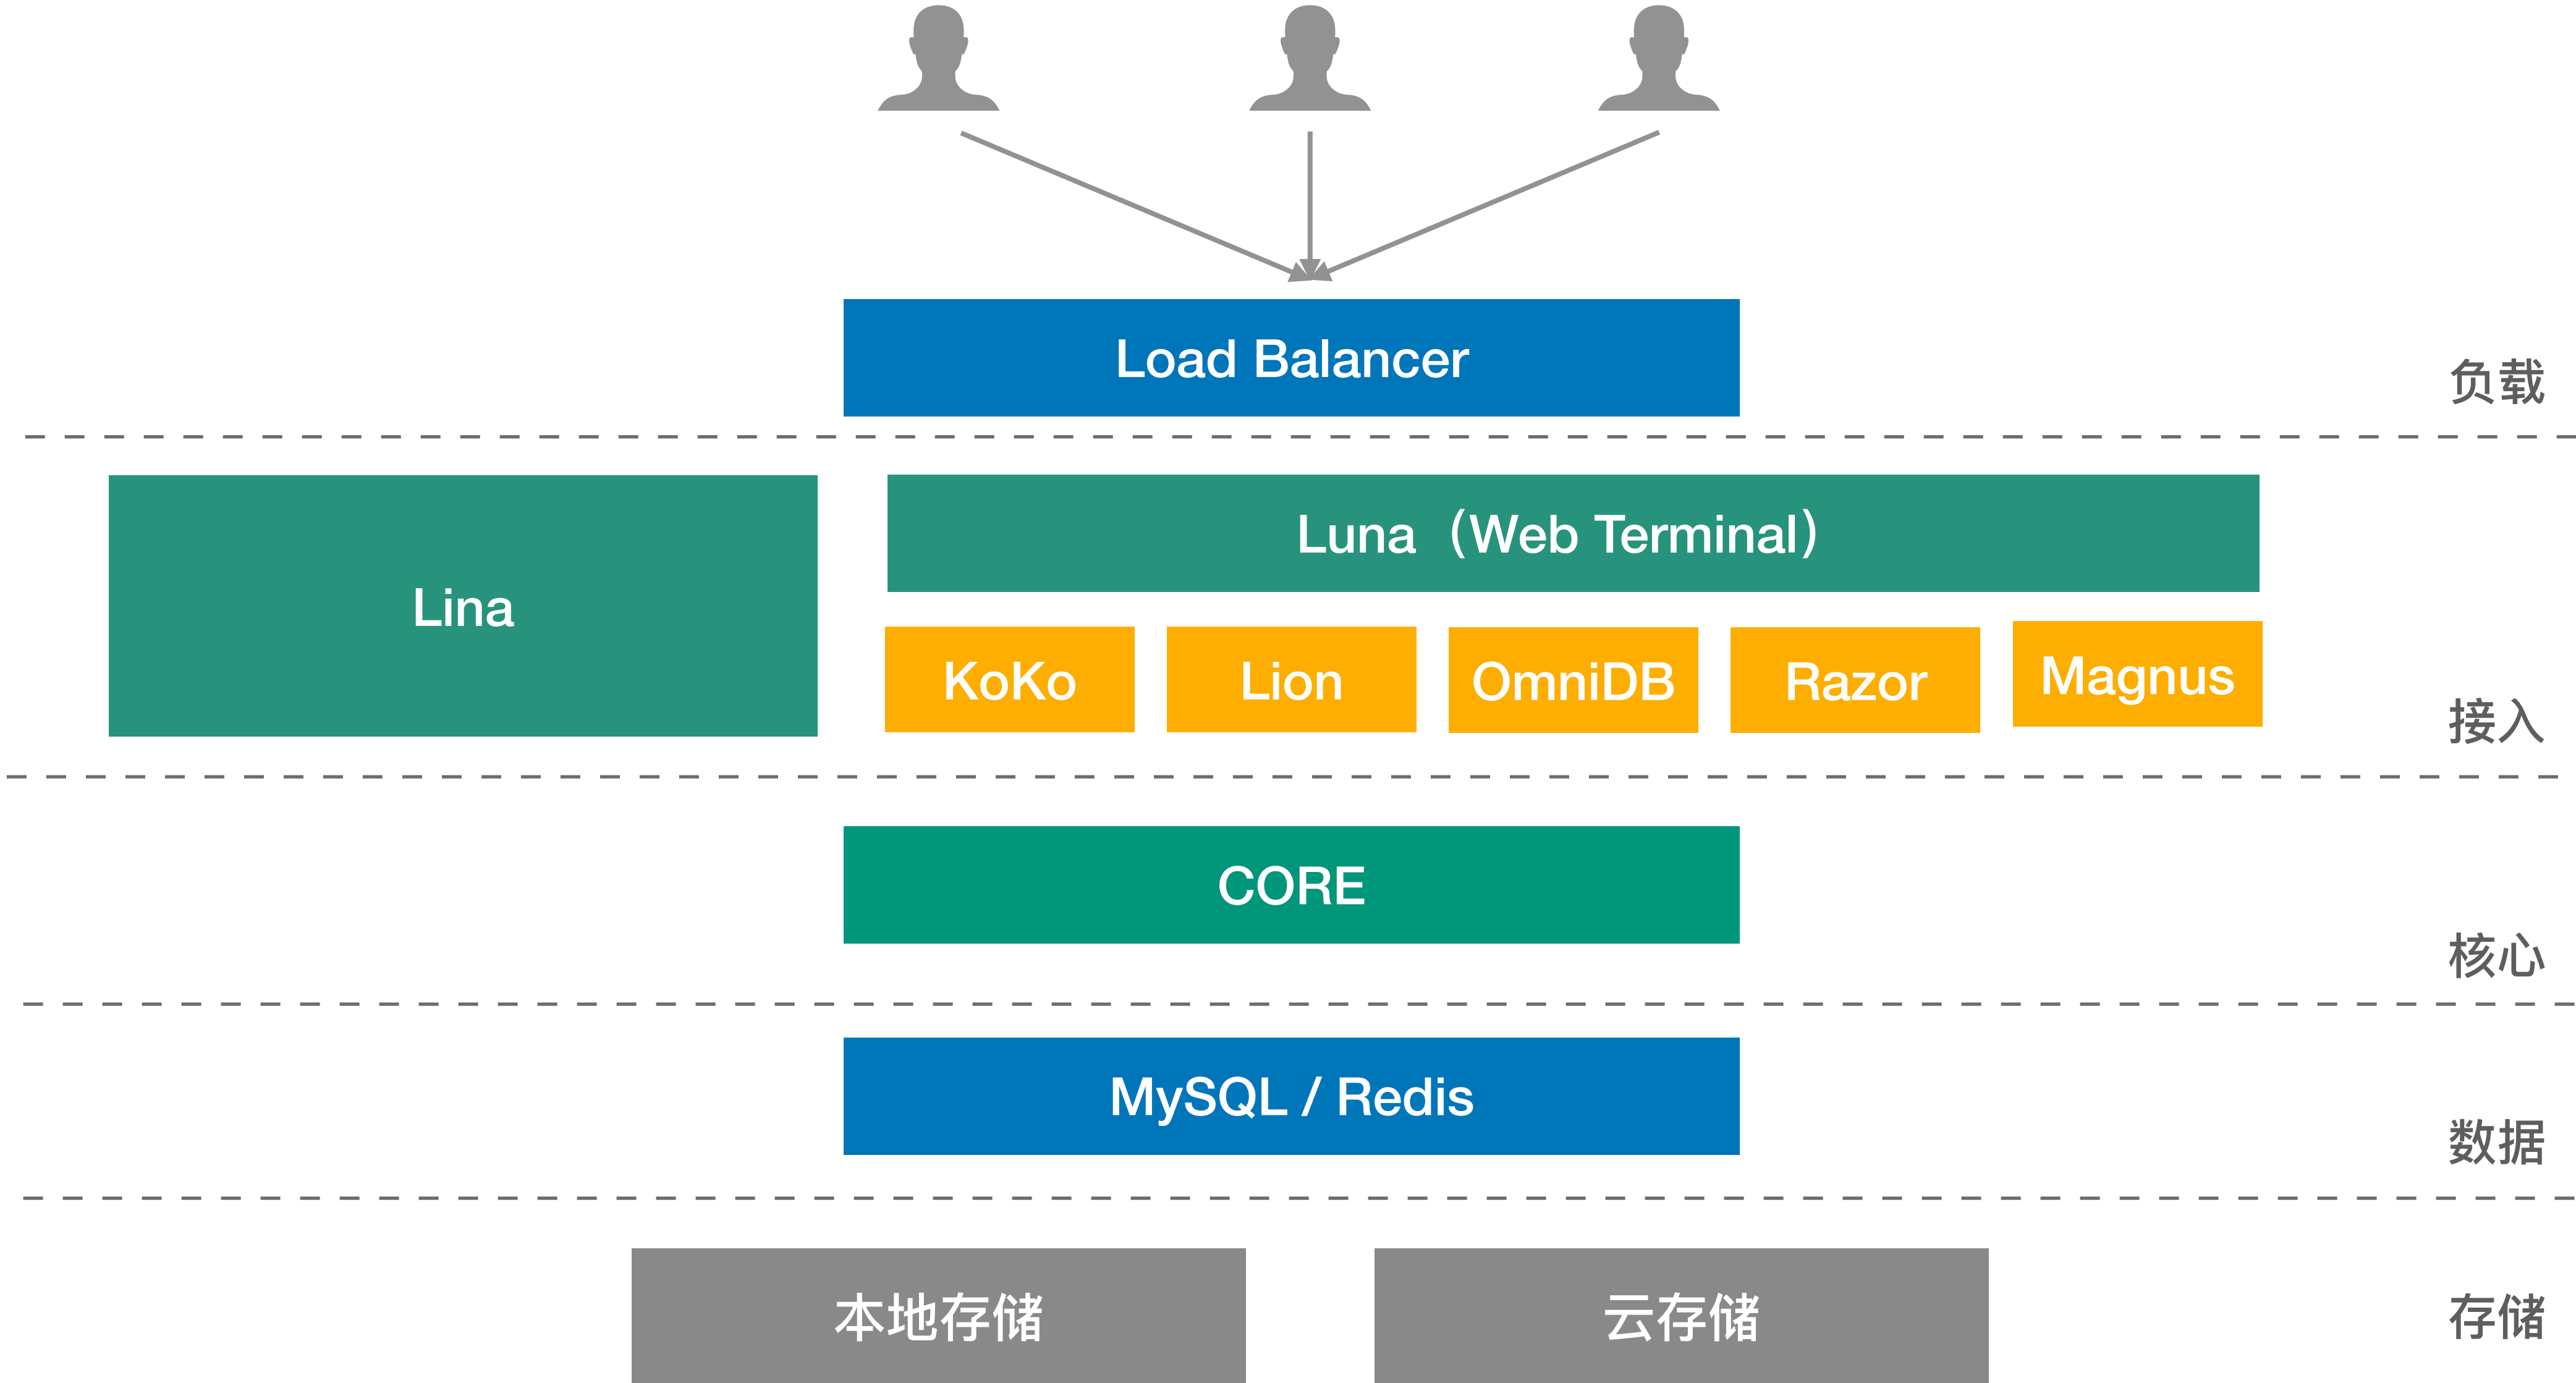 Load Balancer
负载
Lina
Luna（Web Terminal）
KoKo
Lion
OmniDB
Razor
Magnus
接入
CORE
核心
MySQL / Redis
数据
本地存储
云存储
存储